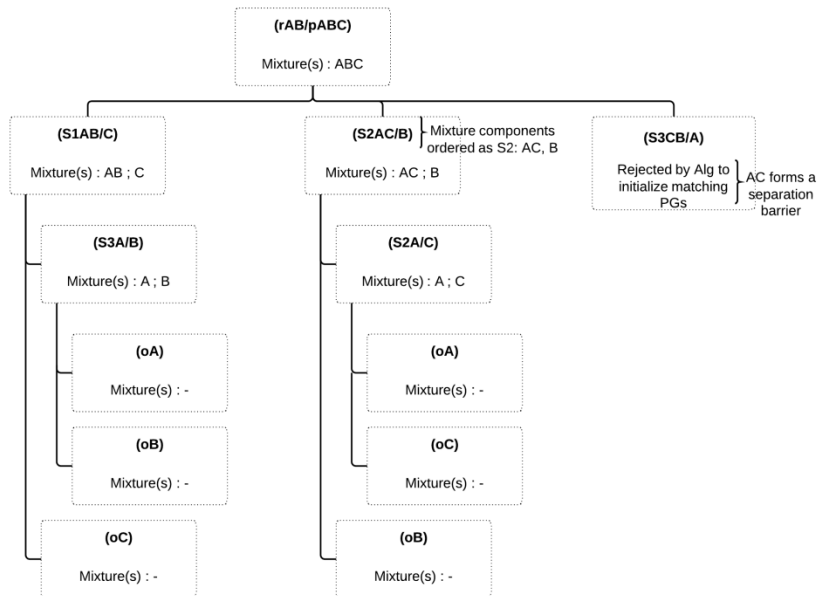 (rAB/pABC)
Mixture(s) : ABC
(S1AB/C)
Mixture(s) : AB ; C
(S2AC/B)
Mixture(s) : AC ; B
Mixture components
ordered as S2: AC, B
(S3CB/A)
Rejected by Alg to
initialize matching
PGs
AC forms a
separation
barrier
(S3A/B)
Mixture(s) : A ; B
(S2A/C)
Mixture(s) : A ; C
(oA)
Mixture(s) : -
(oA)
Mixture(s) : -
(oB)
Mixture(s) : -
(oC)
Mixture(s) : -
(oC)
Mixture(s) : -
(oB)
Mixture(s) : -